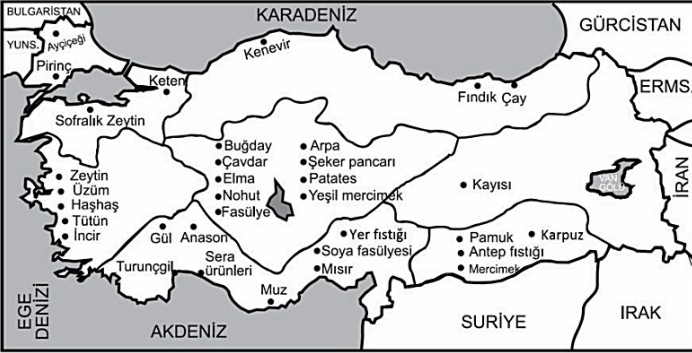 BULGARİSTAN
KARADENİZ
GÜRCİSTAN
YUNS.
Ayçiçeği
Kenevir
Pirinç
Keten
Fındık Çay
ERMS.
Sofralık Zeytin
Buğday
Arpa
Çavdar
Şeker pancarı
Elma
Patates
Nohut
Yeşil mercimek
Fasülye
Zeytin
Üzüm
Haşhaş
Tütün
İncir
Kayısı
VAN
GÖLÜ
İRAN
Gül Anason
Yer fıstığı
Soya fasülyesi
Mısır
Pamuk Karpuz
Antep fıstığı
Mercimek
Turunçgil
Sera
ürünleri
Muz
EGE
DENİZİ
AKDENİZ
SURİYE
IRAK